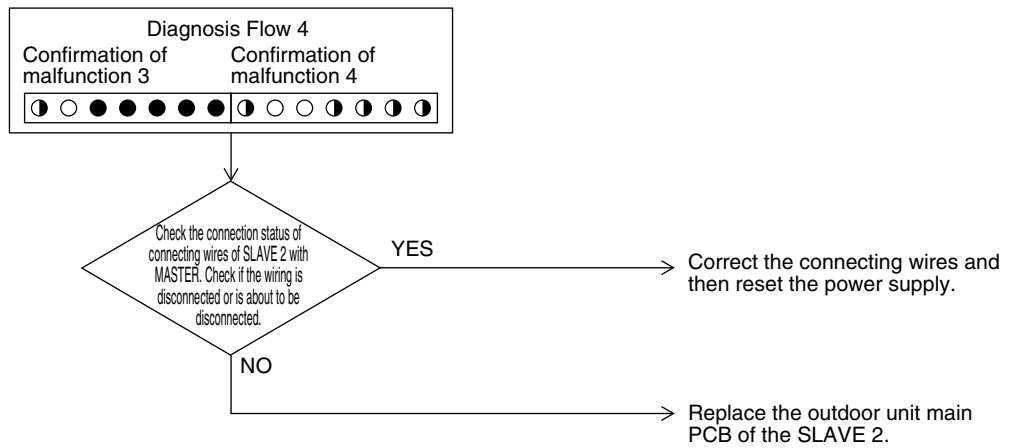 Diagnosis Flow 4
Confirmation of
malfunction 3
Confirmation of
malfunction 4
Check the connection status of
connecting wires of SLAVE 2 with
MASTER. Check if the wiring is
disconnected or is about to be
disconnected.
YES
Correct the connecting wires and
then reset the power supply.
NO
Replace the outdoor unit main
PCB of the SLAVE 2.